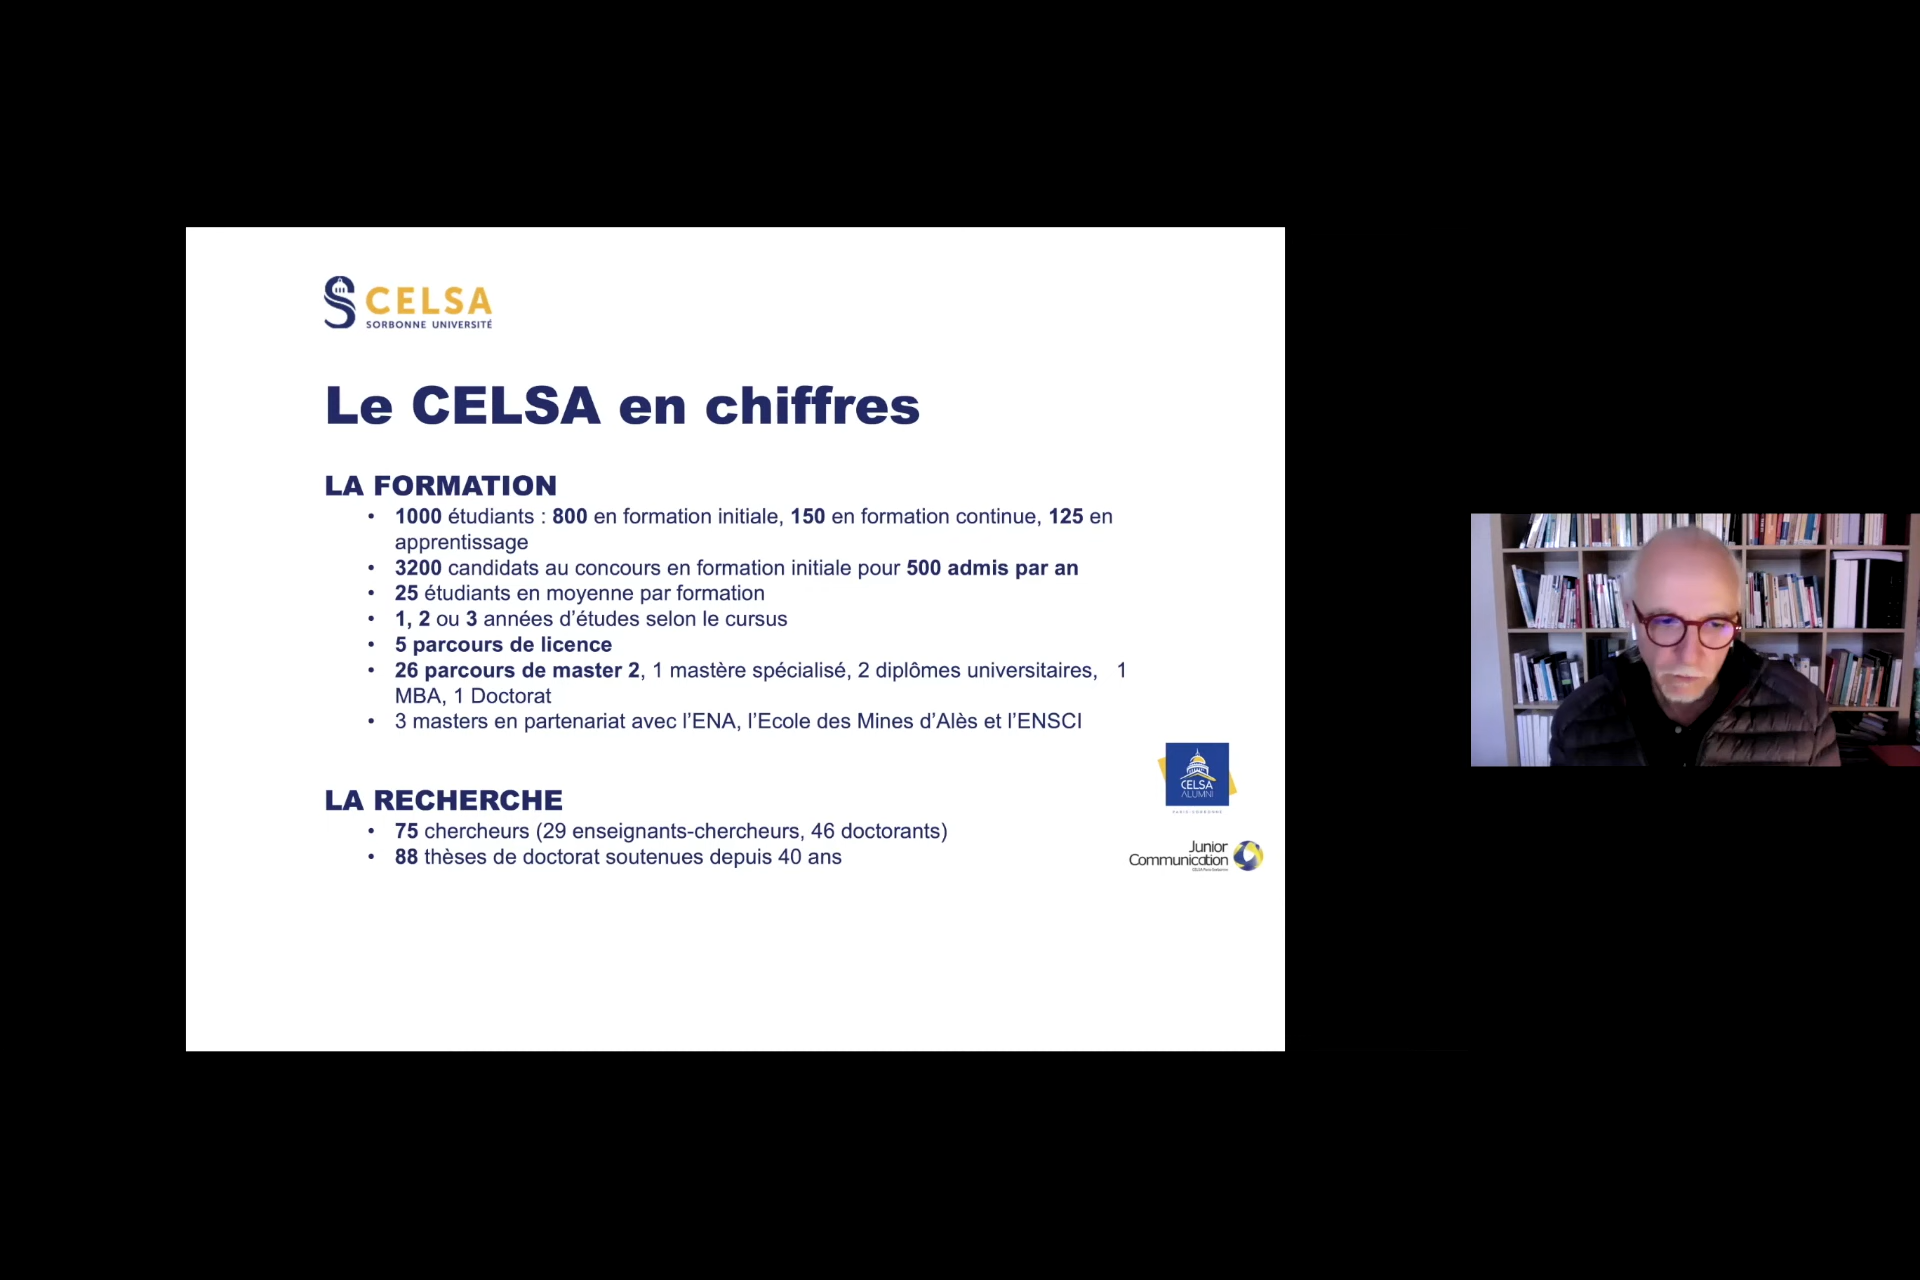 CELSA
SORBONNE UNIVERSITÉ
Le CELSA en chiffres
LA FORMATION
• 1000 étudiants : 800 en formation initiale, 150 en formation continue, 125 en
apprentissage
• 3200 candidats au concours en formation initiale pour 500 admis par an
• 25 étudiants en moyenne par formation
• 1, 2 ou 3 années d’études selon le cursus
• 5 parcours de licence
• 26 parcours de master 2, 1 mastère spécialisé, 2 diplômes universitaires, 1
MBA, 1 Doctorat
• 3 masters en partenariat avec l’ENA, l’Ecole des Mines d’Alès et l’ENSCI
CELSA
ALUMNI
LA RECHERCHE
• 75 chercheurs (29 enseignants-chercheurs, 46 doctorants)
• 88 thèses de doctorat soutenues depuis 40 ans
Junior
Communication